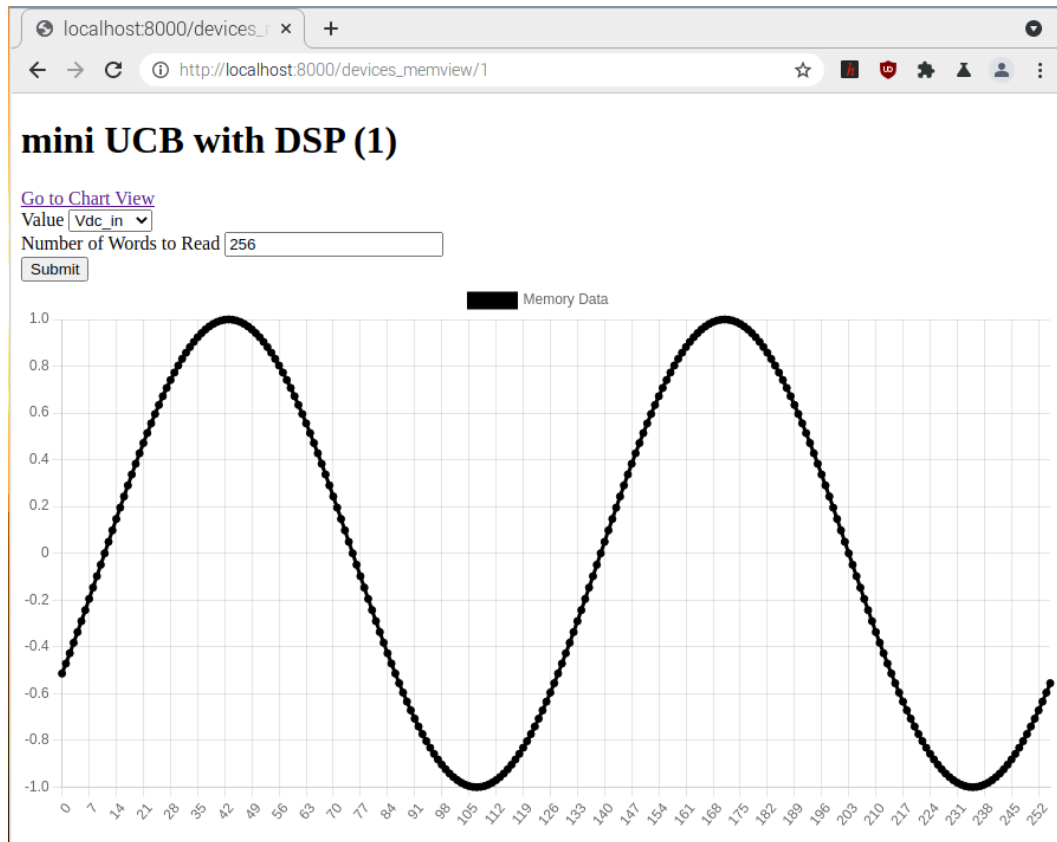 localhost:8000/devices_
http://localhost:8000/devices_memview/1
mini UCB with DSP (1)
Go to Chart View
Value Vdc_in
Number of Words to Read 256
Submit
Memory Data
1.0
0.8
0.6
0.4
0.2
0
-0.2
-0.4
-0.6
-0.8
-1.0
0 7 14 21 28 35 42 49 56 63 70 77 84 91 98 105 112 119 126 133 140 147 154 161 168 175 182 189 196 203 210 217 224 231 238 245 252